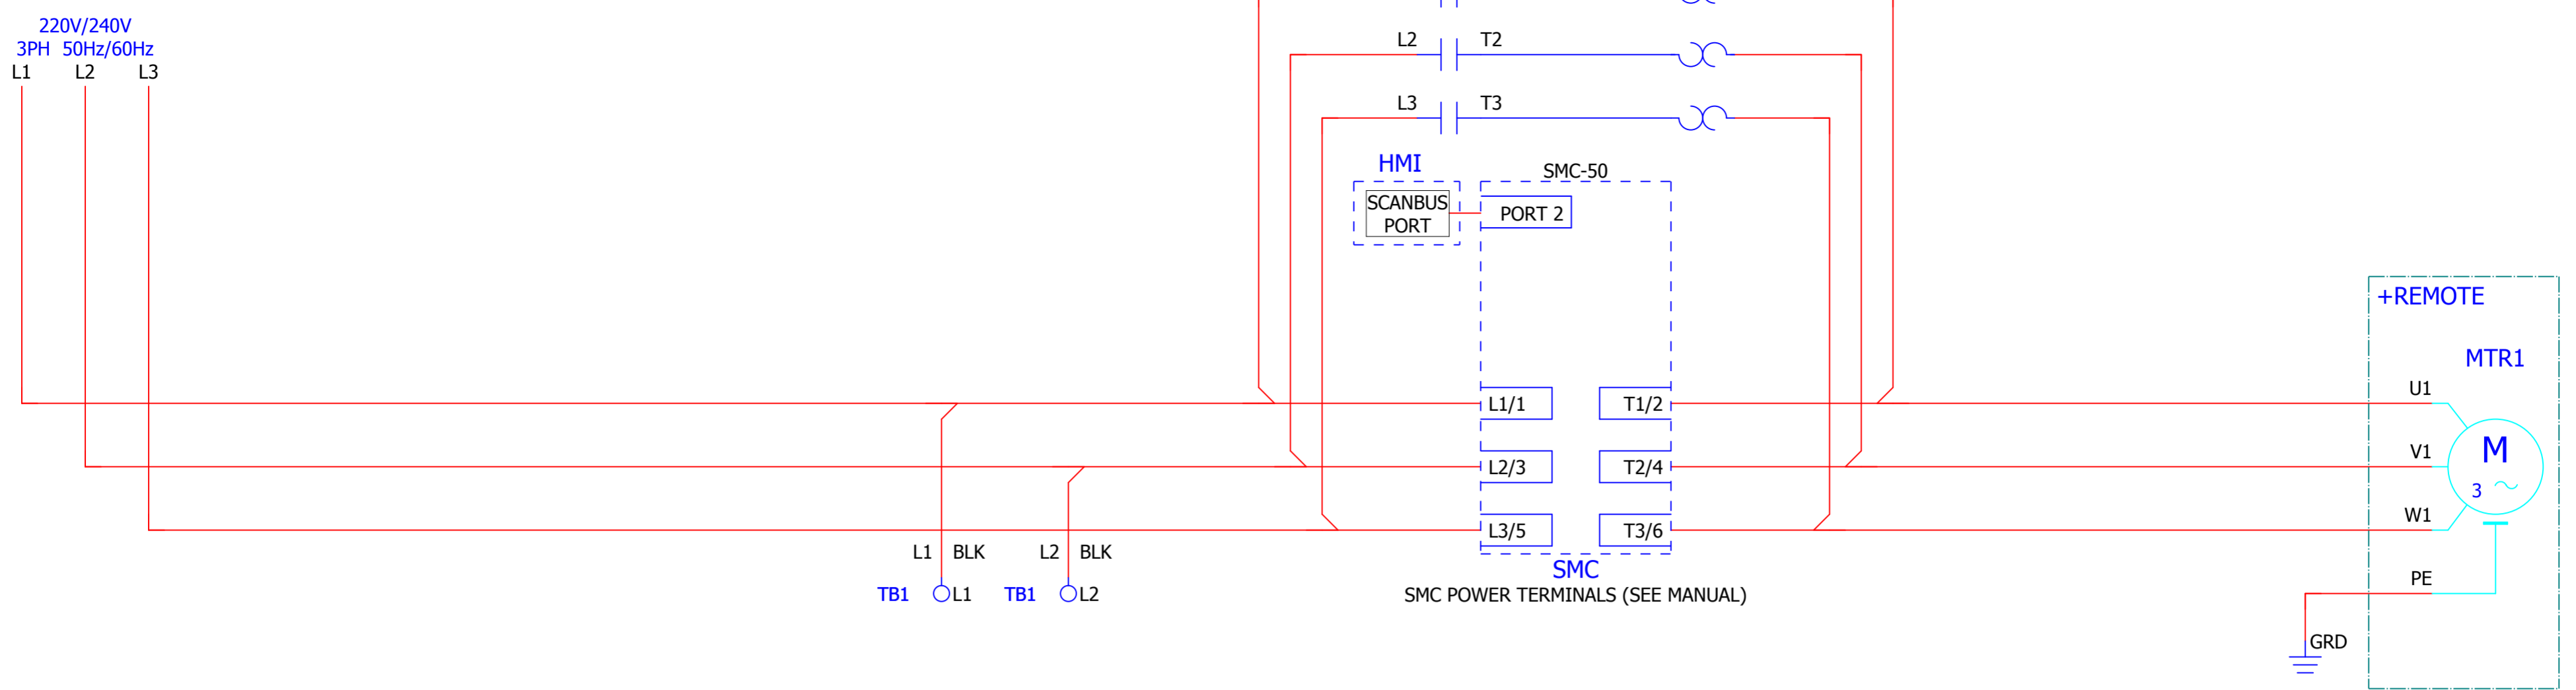 220V/240V
3PH 50Hz/60Hz
L1 L2 L3
L2 T2
L3 T3
HMI
SCANBUS
PORT
SMC-50
PORT 2
L1/1 T1/2
L2/3 T2/4
L3/5 T3/6
SMC
SMC POWER TERMINALS (SEE MANUAL)
L1 BLK
L2 BLK
TB1 L1
TB1 L2
+REMOTE
MTR1
U1
V1
W1
M
3
PE
GRD